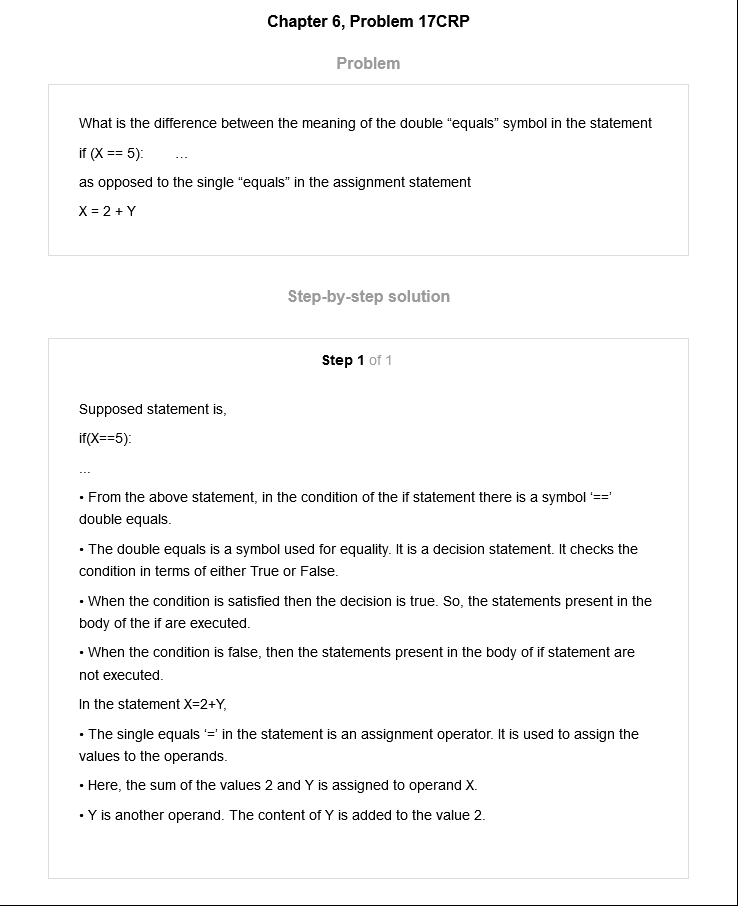 Chapter 6, Problem 17CRP
Problem
What is the difference between the meaning of the double “equals” symbol in the statement
if (X == 5): ...
as opposed to the single “equals” in the assignment statement
X = 2 + Y
Step-by-step solution
Step 1 of 1
Supposed statement is,
if(X==5):
...
• From the above statement, in the condition of the if statement there is a symbol ‘==’
double equals.
• The double equals is a symbol used for equality. It is a decision statement. It checks the
condition in terms of either True or False.
• When the condition is satisfied then the decision is true. So, the statements present in the
body of the if are executed.
• When the condition is false, then the statements present in the body of if statement are
not executed.
In the statement X=2+Y,
• The single equals ‘=’ in the statement is an assignment operator. It is used to assign the
values to the operands.
• Here, the sum of the values 2 and Y is assigned to operand X.
• Y is another operand. The content of Y is added to the value 2.